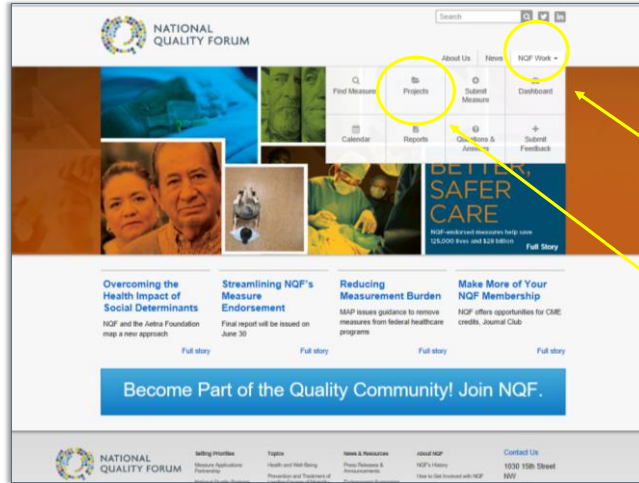 NATIONAL
QUALITY FORUM
Search
About Us News NQF Work
Find Measure Projects Submit Measure Dashboard
Calendar Reports Questions & Answers Submit Feedback
BETTER,
SAFER
CARE
NQF-endorsed measures help save
125,000 lives and $28 billion
Full Story
Overcoming the
Health Impact of
Social Determinants
NQF and the Aetna Foundation
map a new approach
Full story
Streamlining NQF's
Measure
Endorsement
Final report will be issued on
June 30
Full story
Reducing
Measurement Burden
MAP issues guidance to remove
measures from federal healthcare
programs
Full story
Make More of Your
NQF Membership
NQF offers opportunities for CME
credits, Journal Club
Full story
Become Part of the Quality Community! Join NQF.
NATIONAL
QUALITY FORUM
Setting Priorities
Measure Applications
Partnership
Topics
Health and Well-Being
Prevention and Treatment of
News & Resources
Press Releases &
Announcements
About NQF
NQF's History
How to Get Involved with NQF
Contact Us
1030 15th Street
NW